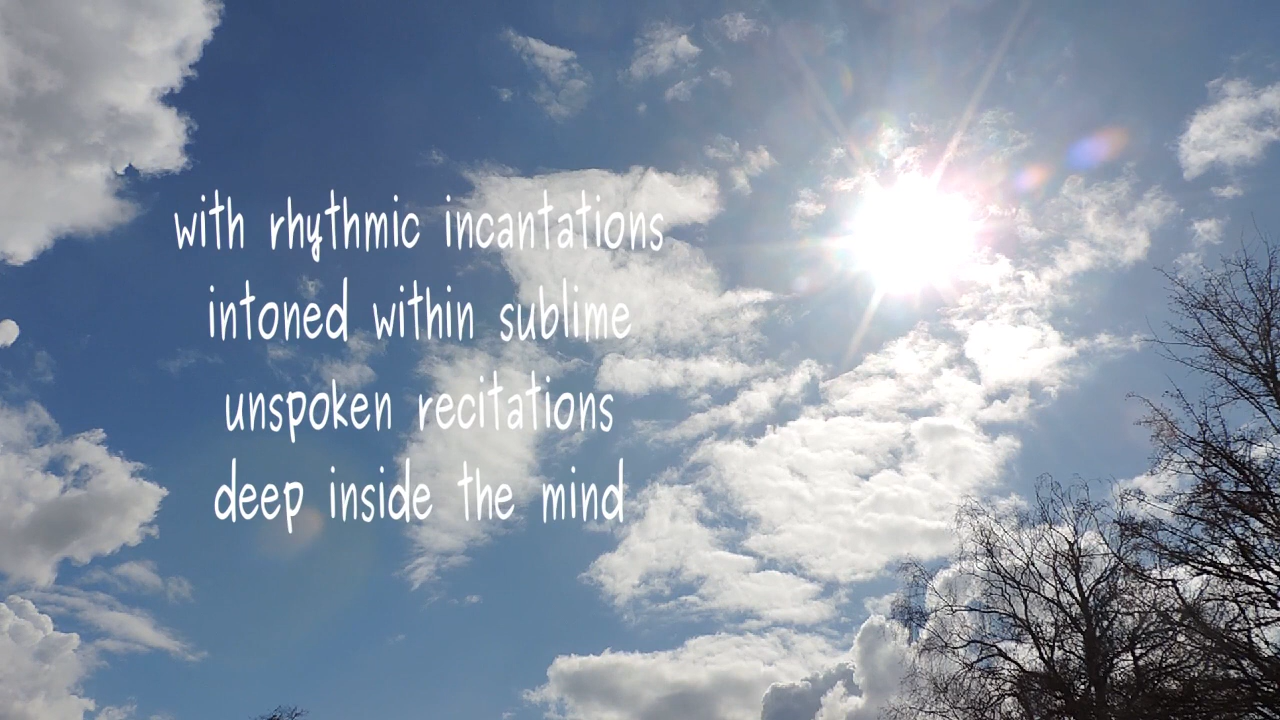 with rhythmic incantations
intoned within sublime
unspoken recitations
deep inside the mind